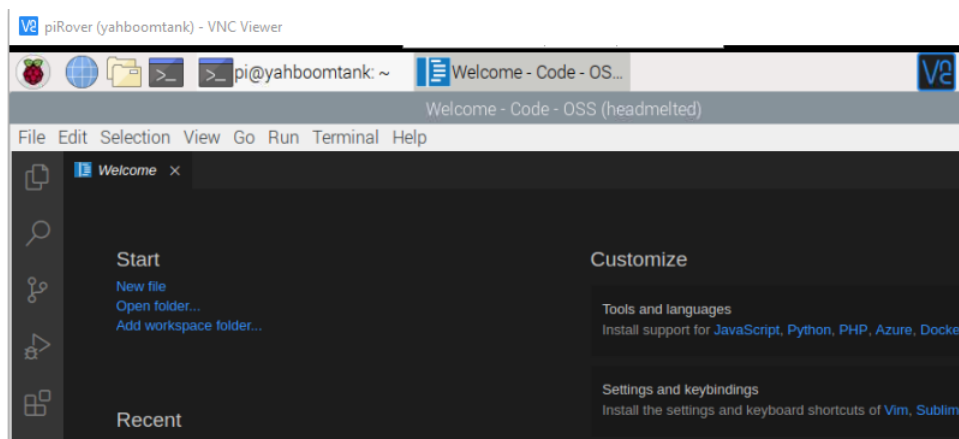 piRover (yahboomtank) - VNC Viewer
pi@yahboomtank: ~ Welcome - Code - OS...
Welcome - Code - OSS (headmelted)
File Edit Selection View Go Run Terminal Help
Welcome
Start
New file
Open folder...
Add workspace folder...
Recent
Customize
Tools and languages
Install support for JavaScript, Python, PHP, Azure, Docke
Settings and keybindings
Install the settings and keyboard shortcuts of Vim, Sublim